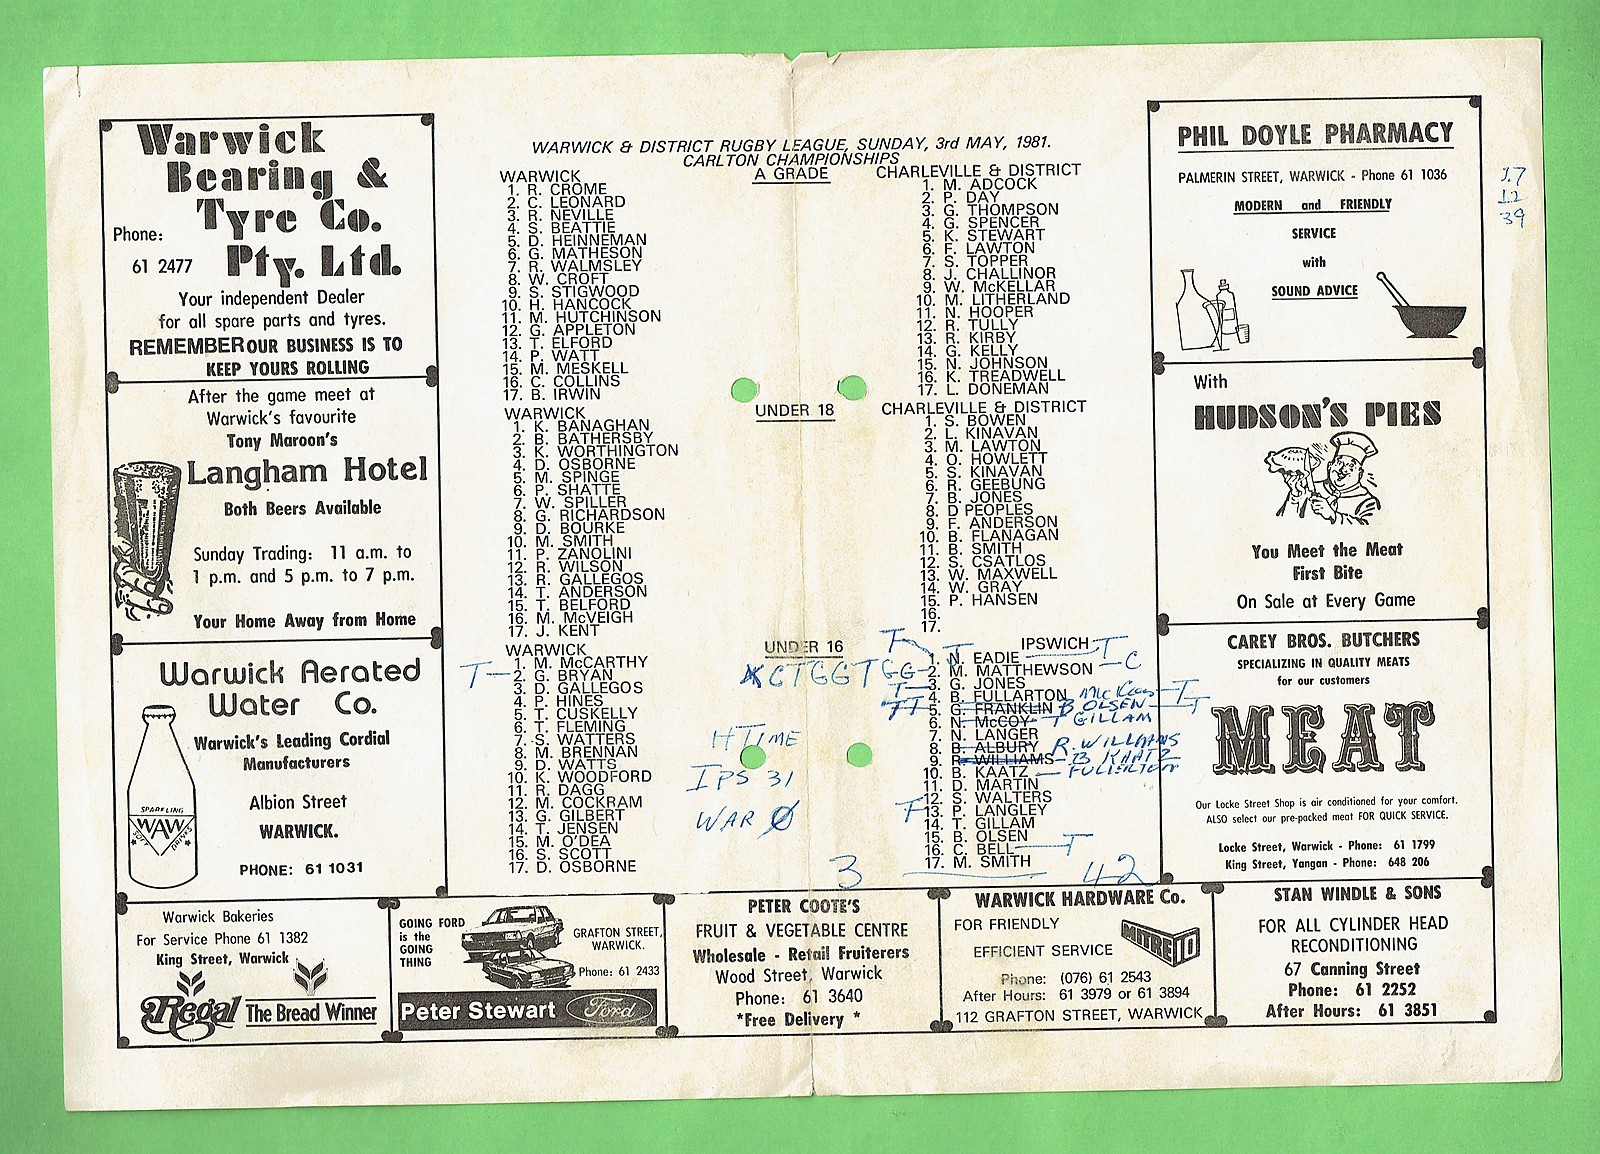 Warwick
Bearing &
Tyre Co.
Phone:
61 2477
Pty. Ltd.
Your independent Dealer
for all spare parts and tyres.
REMEMBER OUR BUSINESS IS TO
KEEP YOURS ROLLING
After the game meet at
Warwick's favourite
Tony Maroon's
Langham Hotel
Both Beers Available
Sunday Trading: 11 a.m. to
1 p.m. and 5 p.m. to 7 p.m.
Your Home Away from Home
Warwick Aerated
Water Co.
Warwick's Leading Cordial
Manufacturers
Albion Street
WARWICK.
PHONE: 61 1031
SPARKLING
WAW
SOFT DRINKS
WARWICK & DISTRICT RUGBY LEAGUE, SUNDAY, 3rd MAY, 1981.
CARLTON CHAMPIONSHIPS
A GRADE
WARWICK
1. R. CROME
2. C. LEONARD
3. R. NEVILLE
4. S. BEATTIE
5. D. HEINNEMAN
6. G. MATHESON
7. R. WALMSLEY
8. W. CROFT
9. S. STIGWOOD
10. H. HANCOCK
11. M. HUTCHINSON
12. G. APPLETON
13. T. ELFORD
14. P. WATT
15. M. MESKELL
16. C. COLLINS
17. B. IRWIN
CHARLEVILLE & DISTRICT
1. M. ADCOCK
2. P. DAY
3. G. THOMPSON
4. G. SPENCER
5. K. STEWART
6. F. LAWTON
7. S. TOPPER
8. J. CHALLINOR
9. W. McKELLAR
10. M. LITHERLAND
11. N. HOOPER
12. R. TULLY
13. R. KIRBY
14. G. KELLY
15. N. JOHNSON
16. K. TREADWELL
17. L. DONEMAN
UNDER 18
WARWICK
1. K. BANAGHAN
2. B. BATHERSBY
3. K. WORTHINGTON
4. D. OSBORNE
5. M. SPINGE
6. P. SHATTE
7. W. SPILLER
8. G. RICHARDSON
9. D. BOURKE
10. M. SMITH
11. P. ZANOLINI
12. R. WILSON
13. R. GALLEGOS
14. T. ANDERSON
15. T. BELFORD
16. M. McVEIGH
17. J. KENT
CHARLEVILLE & DISTRICT
1. S. BOWEN
2. L. KINAVAN
3. M. LAWTON
4. O. HOWLETT
5. S. KINAVAN
6. R. GEEBUNG
7. B. JONES
8. D PEOPLES
9. F. ANDERSON
10. B. FLANAGAN
11. B. SMITH
12. S. CSATLOS
13. W. MAXWELL
14. W. GRAY
15. P. HANSEN
16.
17.
UNDER 16
WARWICK
1. M. McCARTHY
T - 2. G. BRYAN
3. D. GALLEGOS
4. P. HINES
5. T. CUSKELLY
6. T. FLEMING
7. S. WATTERS
8. M. BRENNAN
9. D. WATTS
10. K. WOODFORD
11. R. DAGG
12. M. COCKRAM
13. G. GILBERT
14. T. JENSEN
15. M. O'DEA
16. S. SCOTT
17. D. OSBORNE
H TIME
IPS 31
WAR 0
3
IPSWICH
T 1. N. EADIE - T
2. M. MATTHEWSON - C
T - 3. G. JONES
4. B. FULLARTON
TT 5. G. FRANKLIN B OLSEN
6. N. McCOY - T GILLAM
7. N. LANGER
8. B. ALBURY R. WILLIAMS
9. R. WILLIAMS - B KAATZ
10. B. KAATZ
11. D. MARTIN
12. S. WALTERS
13. P. LANGLEY
14. T. GILLAM
15. B. OLSEN
16. C. BELL - T
17. M. SMITH
42
PHIL DOYLE PHARMACY
PALMERIN STREET, WARWICK - Phone 61 1036
MODERN and FRIENDLY
SERVICE
with
SOUND ADVICE
17
12
39
With
HUDSON'S PIES
You Meet the Meat
First Bite
On Sale at Every Game
CAREY BROS. BUTCHERS
SPECIALIZING IN QUALITY MEATS
for our customers
MEAT
Our Locke Street Shop is air conditioned for your comfort.
ALSO select our pre-packed meat FOR QUICK SERVICE.
Locke Street, Warwick - Phone: 61 1799
King Street, Yangan - Phone: 648 206
Warwick Bakeries
For Service Phone 61 1382
King Street, Warwick
Regal The Bread Winner
GOING FORD
is the
GOING
THING
GRAFTON STREET,
WARWICK.
Phone: 61 2433
Peter Stewart Ford
PETER COOTE'S
FRUIT & VEGETABLE CENTRE
Wholesale - Retail Fruiterers
Wood Street, Warwick
Phone: 61 3640
*Free Delivery *
WARWICK HARDWARE Co.
FOR FRIENDLY
EFFICIENT SERVICE
MITRE 10
Phone: (076) 61 2543
After Hours: 61 3979 or 61 3894
112 GRAFTON STREET, WARWICK
STAN WINDLE & SONS
FOR ALL CYLINDER HEAD
RECONDITIONING
67 Canning Street
Phone: 61 2252
After Hours: 61 3851